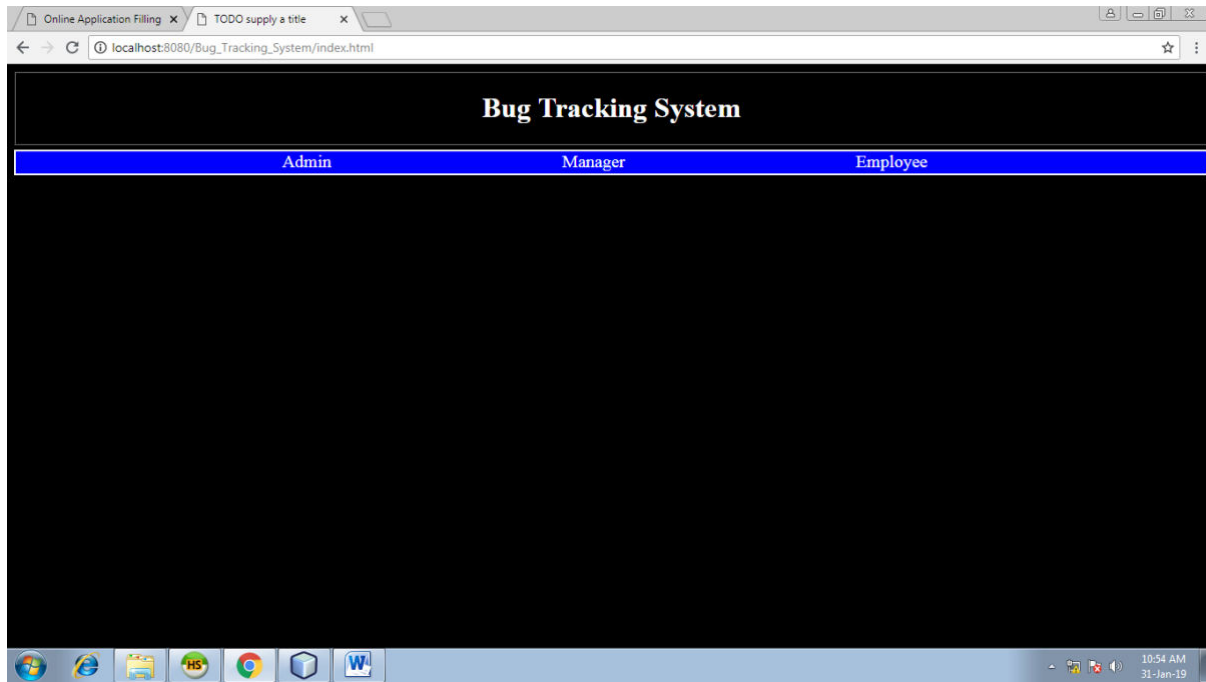 Online Application Filling
TODO supply a title
localhost:8080/Bug_Tracking_System/index.html
Bug Tracking System
Admin Manager Employee
HS
W
10:54 AM
31-Jan-19